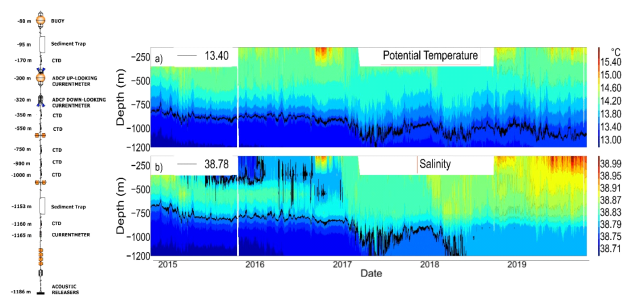 -88 m BUOY
-95 m Sediment Trap
-170 m CTD
-300 m ADCP UP-LOOKING
CURRENTMETER
-320 m ADCP DOWN-LOOKING
CURRENTMETER
-350 m CTD
-550 m CTD
-750 m CTD
-900 m CTD
-1000 m CTD
-1153 m Sediment Trap
-1160 m CTD
-1165 m CURRENTMETER
-1186 m ACOUSTIC
RELEASERS
a) 13.40 Potential Temperature
Depth (m)
-250
-500
-750
-1000
-1200
°C
15.40
15.00
14.60
14.20
13.80
13.40
13.00
b) 38.78 Salinity
Depth (m)
-250
-500
-750
-1000
-1200
38.99
38.95
38.91
38.87
38.83
38.79
38.75
38.71
2015 2016 2017 2018 2019
Date